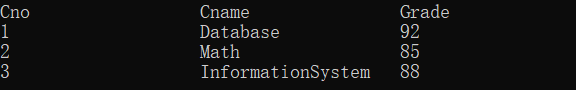 Cno Cname Grade
1 Database 92
2 Math 85
3 InformationSystem 88